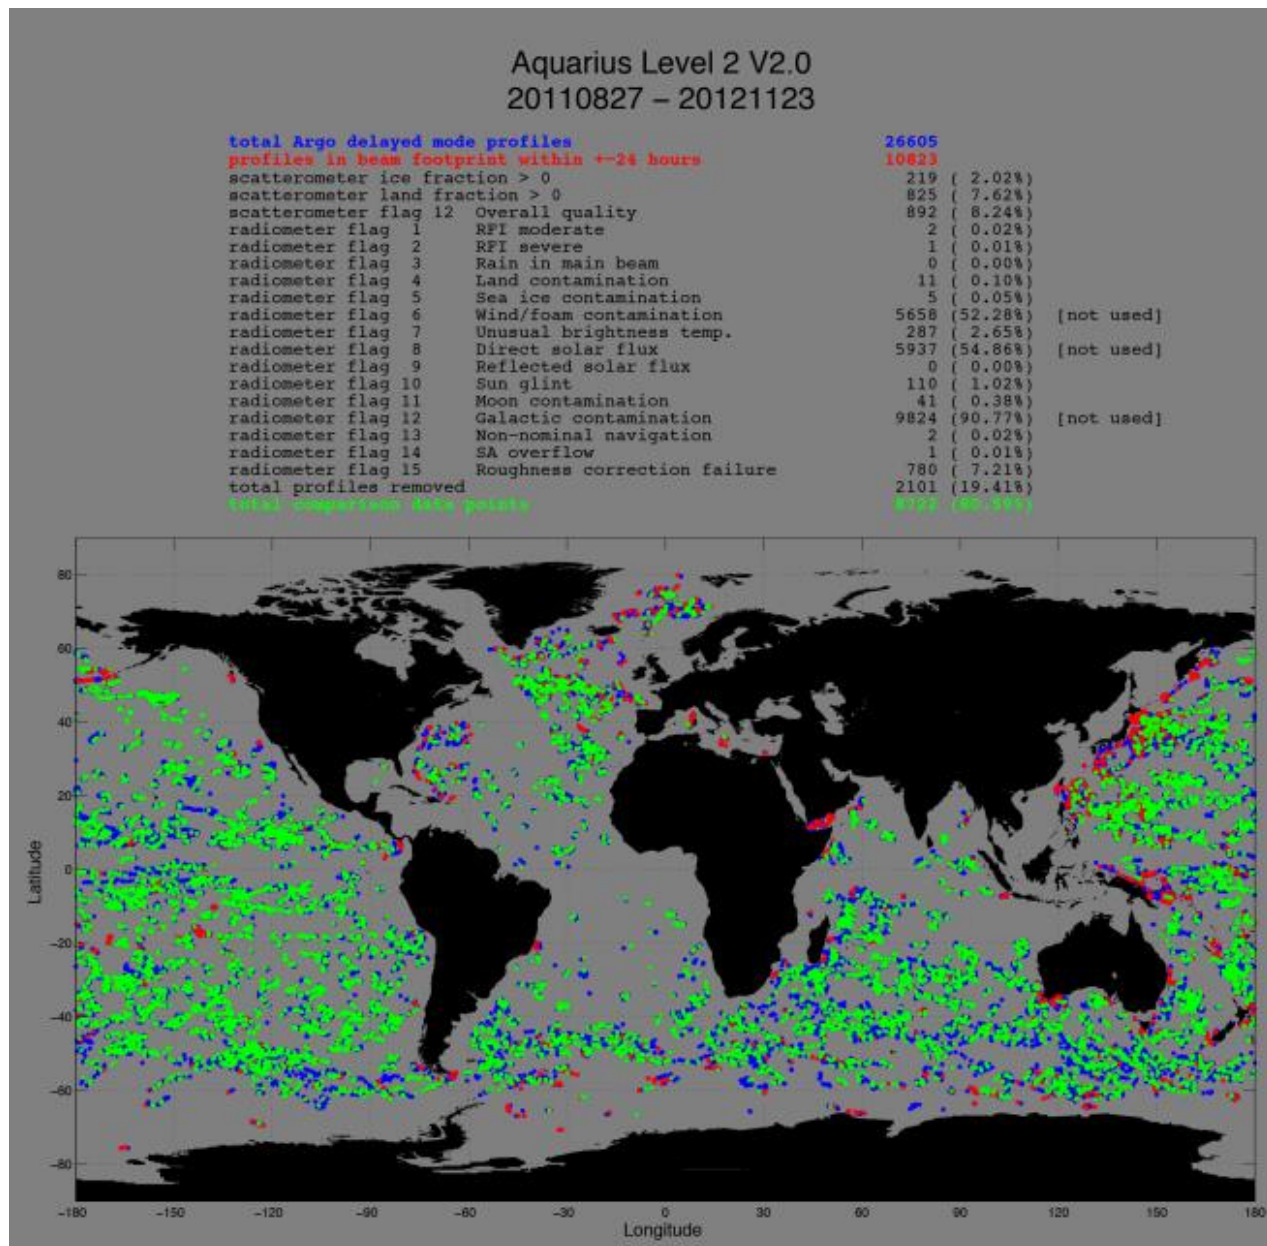 Aquarius Level 2 V2.0
20110827 – 20121123
total Argo delayed mode profiles 26605
profiles in beam footprint within +-24 hours 10823
scatterometer ice fraction > 0 219 ( 2.02%)
scatterometer land fraction > 0 825 ( 7.62%)
scatterometer flag 12 Overall quality 892 ( 8.24%)
radiometer flag 1 RFI moderate 2 ( 0.02%)
radiometer flag 2 RFI severe 1 ( 0.01%)
radiometer flag 3 Rain in main beam 0 ( 0.00%)
radiometer flag 4 Land contamination 11 ( 0.10%)
radiometer flag 5 Sea ice contamination 5 ( 0.05%)
radiometer flag 6 Wind/foam contamination 5658 (52.28%) [not used]
radiometer flag 7 Unusual brightness temp. 287 ( 2.65%)
radiometer flag 8 Direct solar flux 5937 (54.86%) [not used]
radiometer flag 9 Reflected solar flux 0 ( 0.00%)
radiometer flag 10 Sun glint 110 ( 1.02%)
radiometer flag 11 Moon contamination 41 ( 0.38%)
radiometer flag 12 Galactic contamination 9824 (90.77%) [not used]
radiometer flag 13 Non-nominal navigation 2 ( 0.02%)
radiometer flag 14 SA overflow 1 ( 0.01%)
radiometer flag 15 Roughness correction failure 780 ( 7.21%)
total profiles removed 2101 (19.41%)
total comparison data points 8722 (80.59%)
80
60
40
20
0
−20
−40
−60
−80
Latitude
−180 −150 −120 −90 −60 −30 0 30 60 90 120 150 180
Longitude